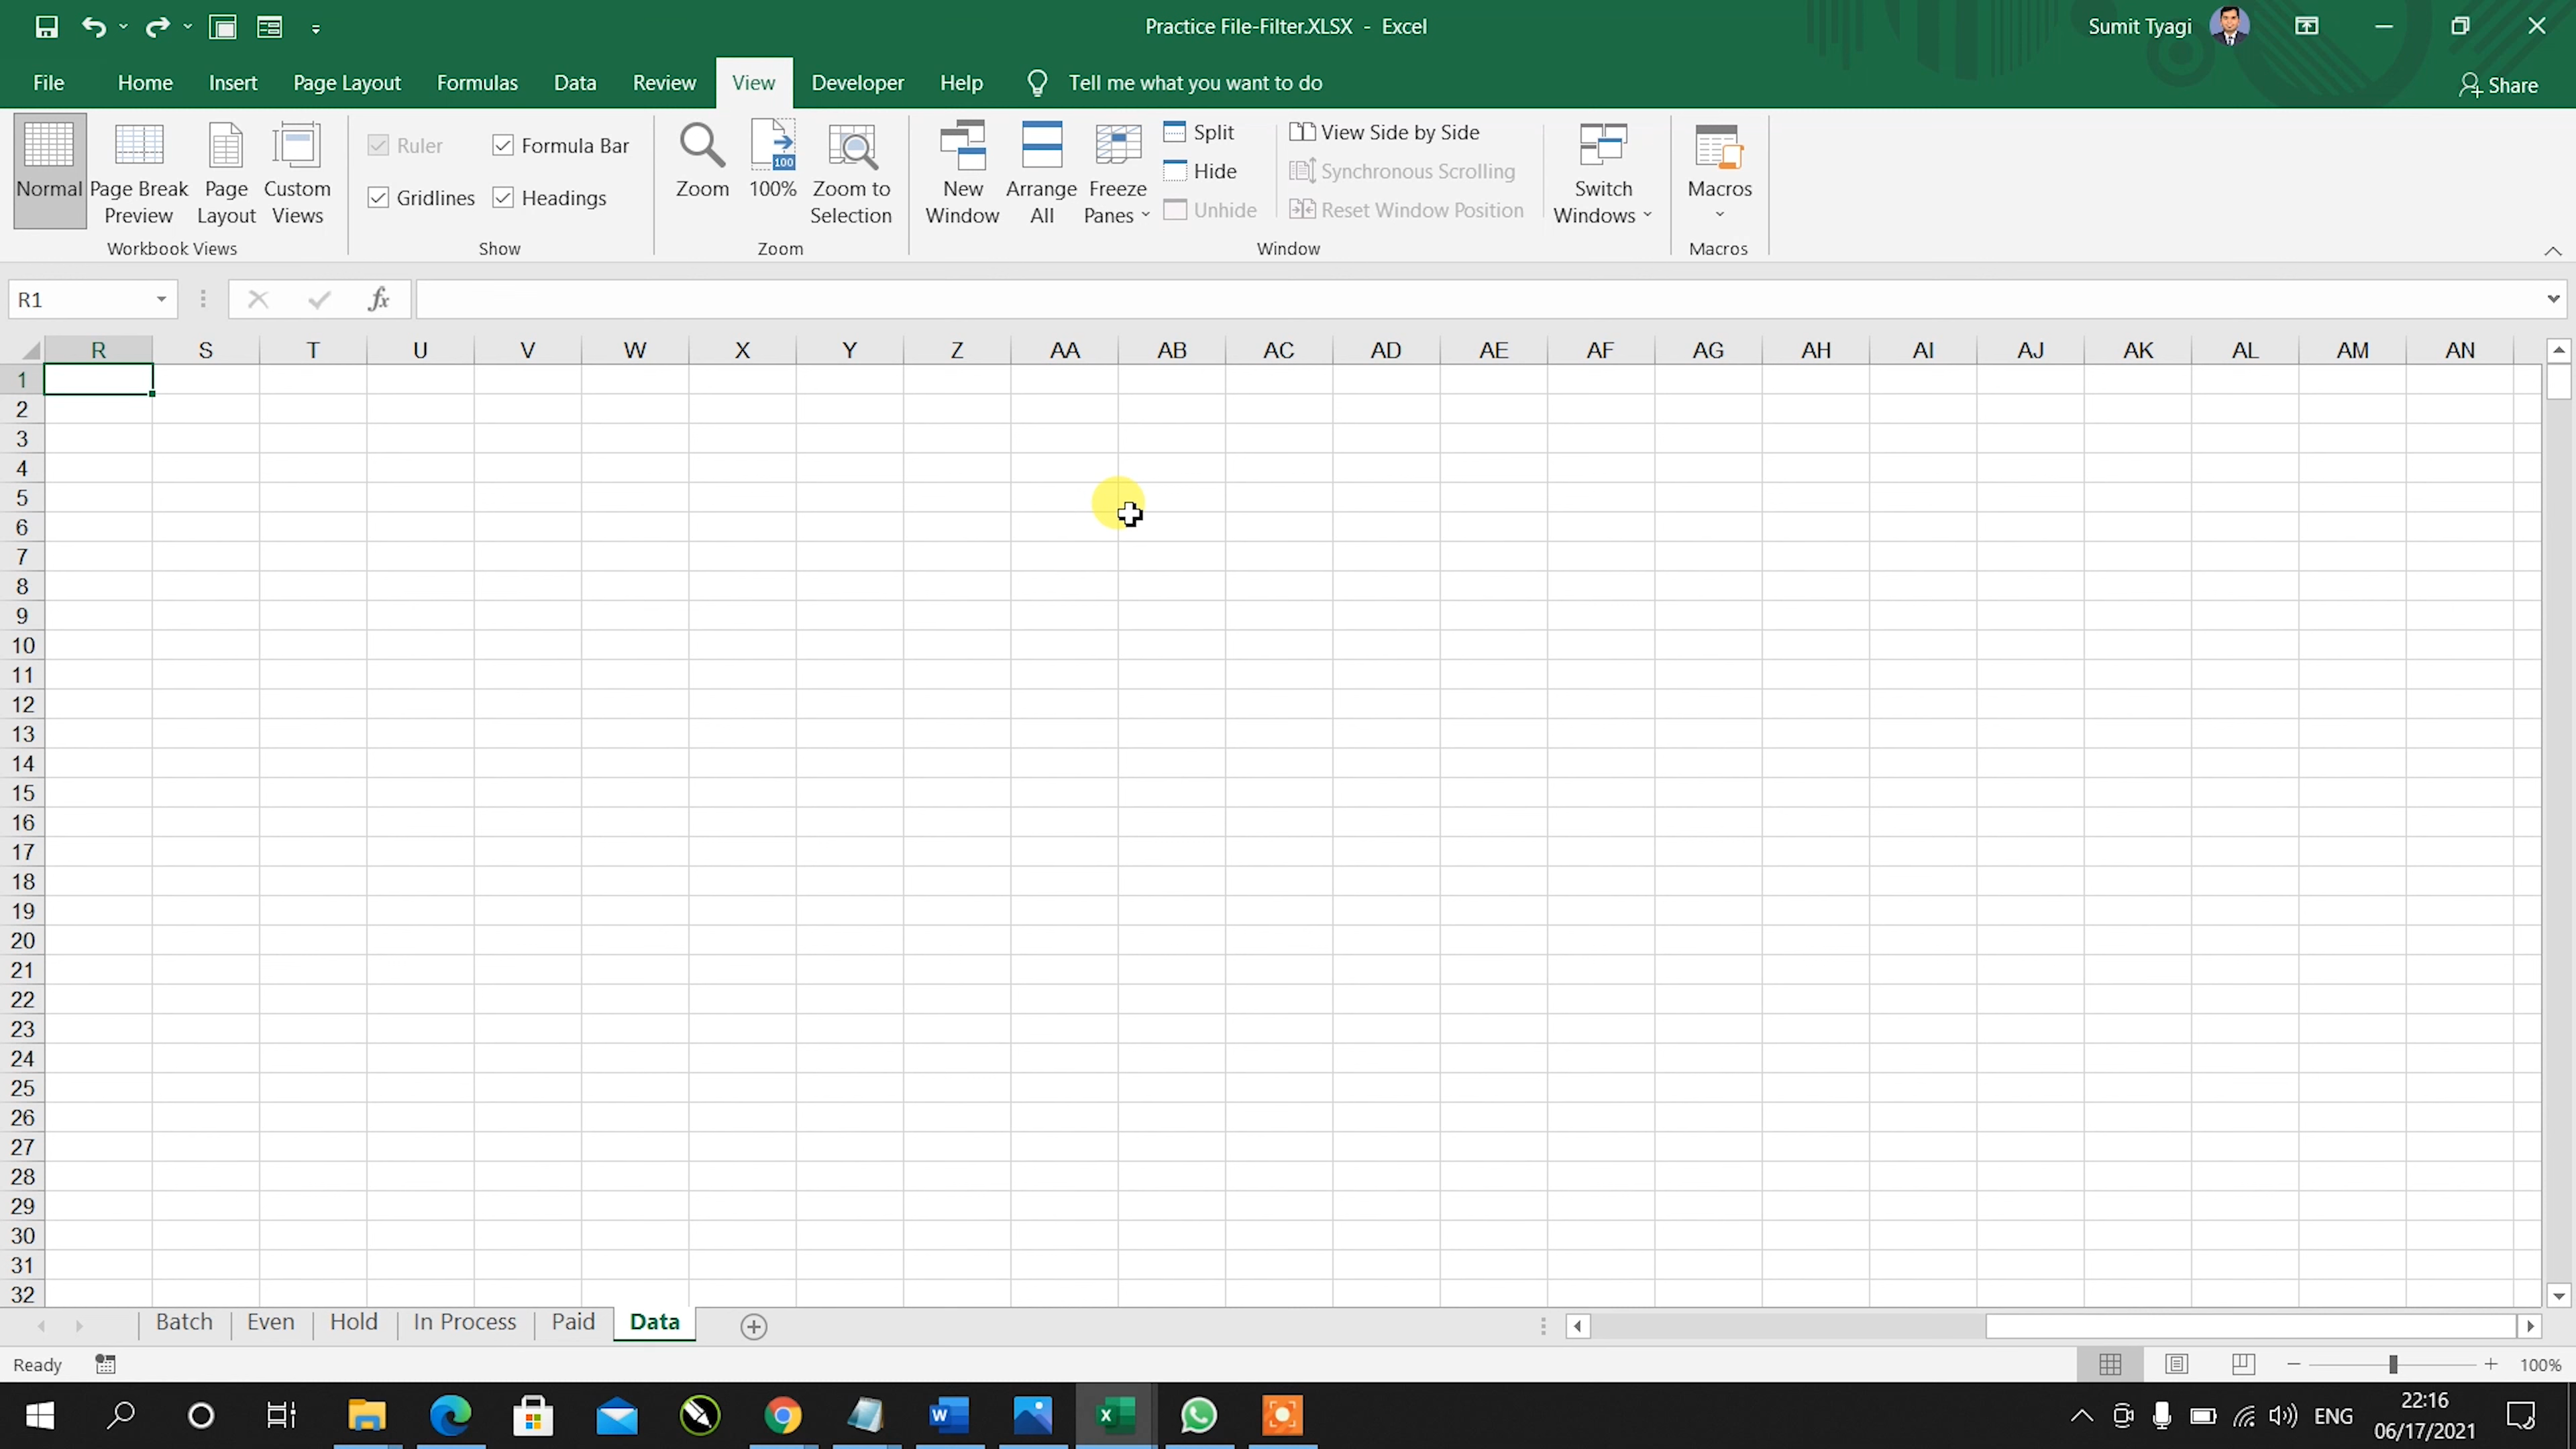 Practice File-Filter.XLSX - Excel
Sumit Tyagi
File Home Insert Page Layout Formulas Data Review View Developer Help Tell me what you want to do
Share
Normal
Page Break Preview
Page Layout
Custom Views
Workbook Views
Ruler
Formula Bar
Gridlines
Headings
Show
Zoom
100
100%
Zoom to Selection
Zoom
New Window
Arrange All
Freeze Panes
Split
Hide
Unhide
View Side by Side
Synchronous Scrolling
Reset Window Position
Switch Windows
Window
Macros
Macros
R1
fx
R S T U V W X Y Z AA AB AC AD AE AF AG AH AI AJ AK AL AM AN
1
2
3
4
5
6
7
8
9
10
11
12
13
14
15
16
17
18
19
20
21
22
23
24
25
26
27
28
29
30
31
32
Batch Even Hold In Process Paid Data
Ready
100%
ENG
22:16
06/17/2021